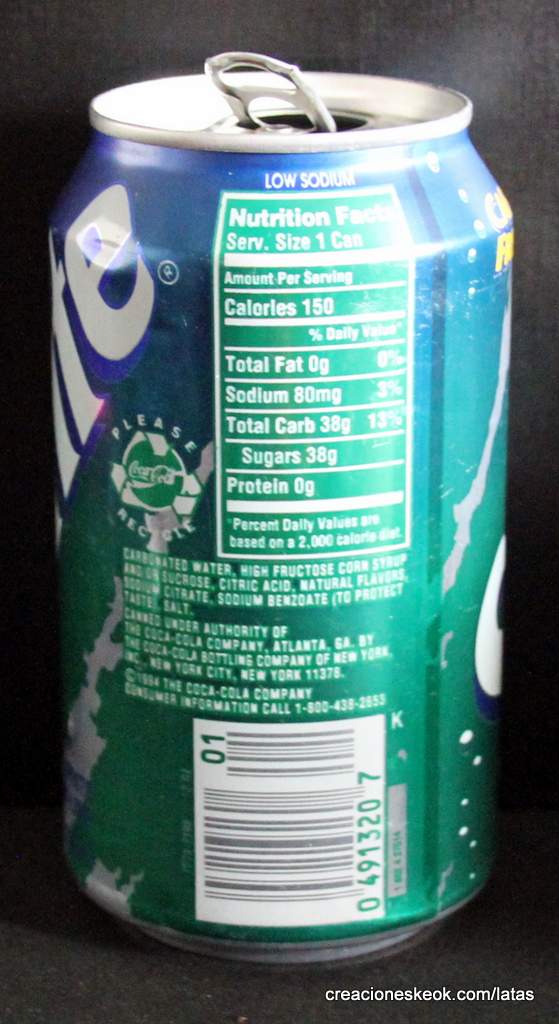 LOW SODIUM
Nutrition Facts
Serv. Size 1 Can
Amount Per Serving
Calories 150
% Daily Value*
Total Fat 0g 0%
Sodium 80mg 3%
Total Carb 38g 13%
Sugars 38g
Protein 0g
*Percent Daily Values are
based on a 2,000 calorie diet.
ite ®
PLEASE
Coca-Cola
RECYCLE
CARBONATED WATER, HIGH FRUCTOSE CORN SYRUP
AND/OR SUCROSE, CITRIC ACID, NATURAL FLAVORS,
SODIUM CITRATE, SODIUM BENZOATE (TO PROTECT
TASTE), SALT.
CANNED UNDER AUTHORITY OF
THE COCA-COLA COMPANY, ATLANTA, GA. BY
THE COCA-COLA BOTTLING COMPANY OF NEW YORK,
INC., NEW YORK CITY, NEW YORK 11378.
©1994 THE COCA-COLA COMPANY
CONSUMER INFORMATION CALL 1-800-438-2653
K
01
0 491320 7
creacioneskeok.com/latas